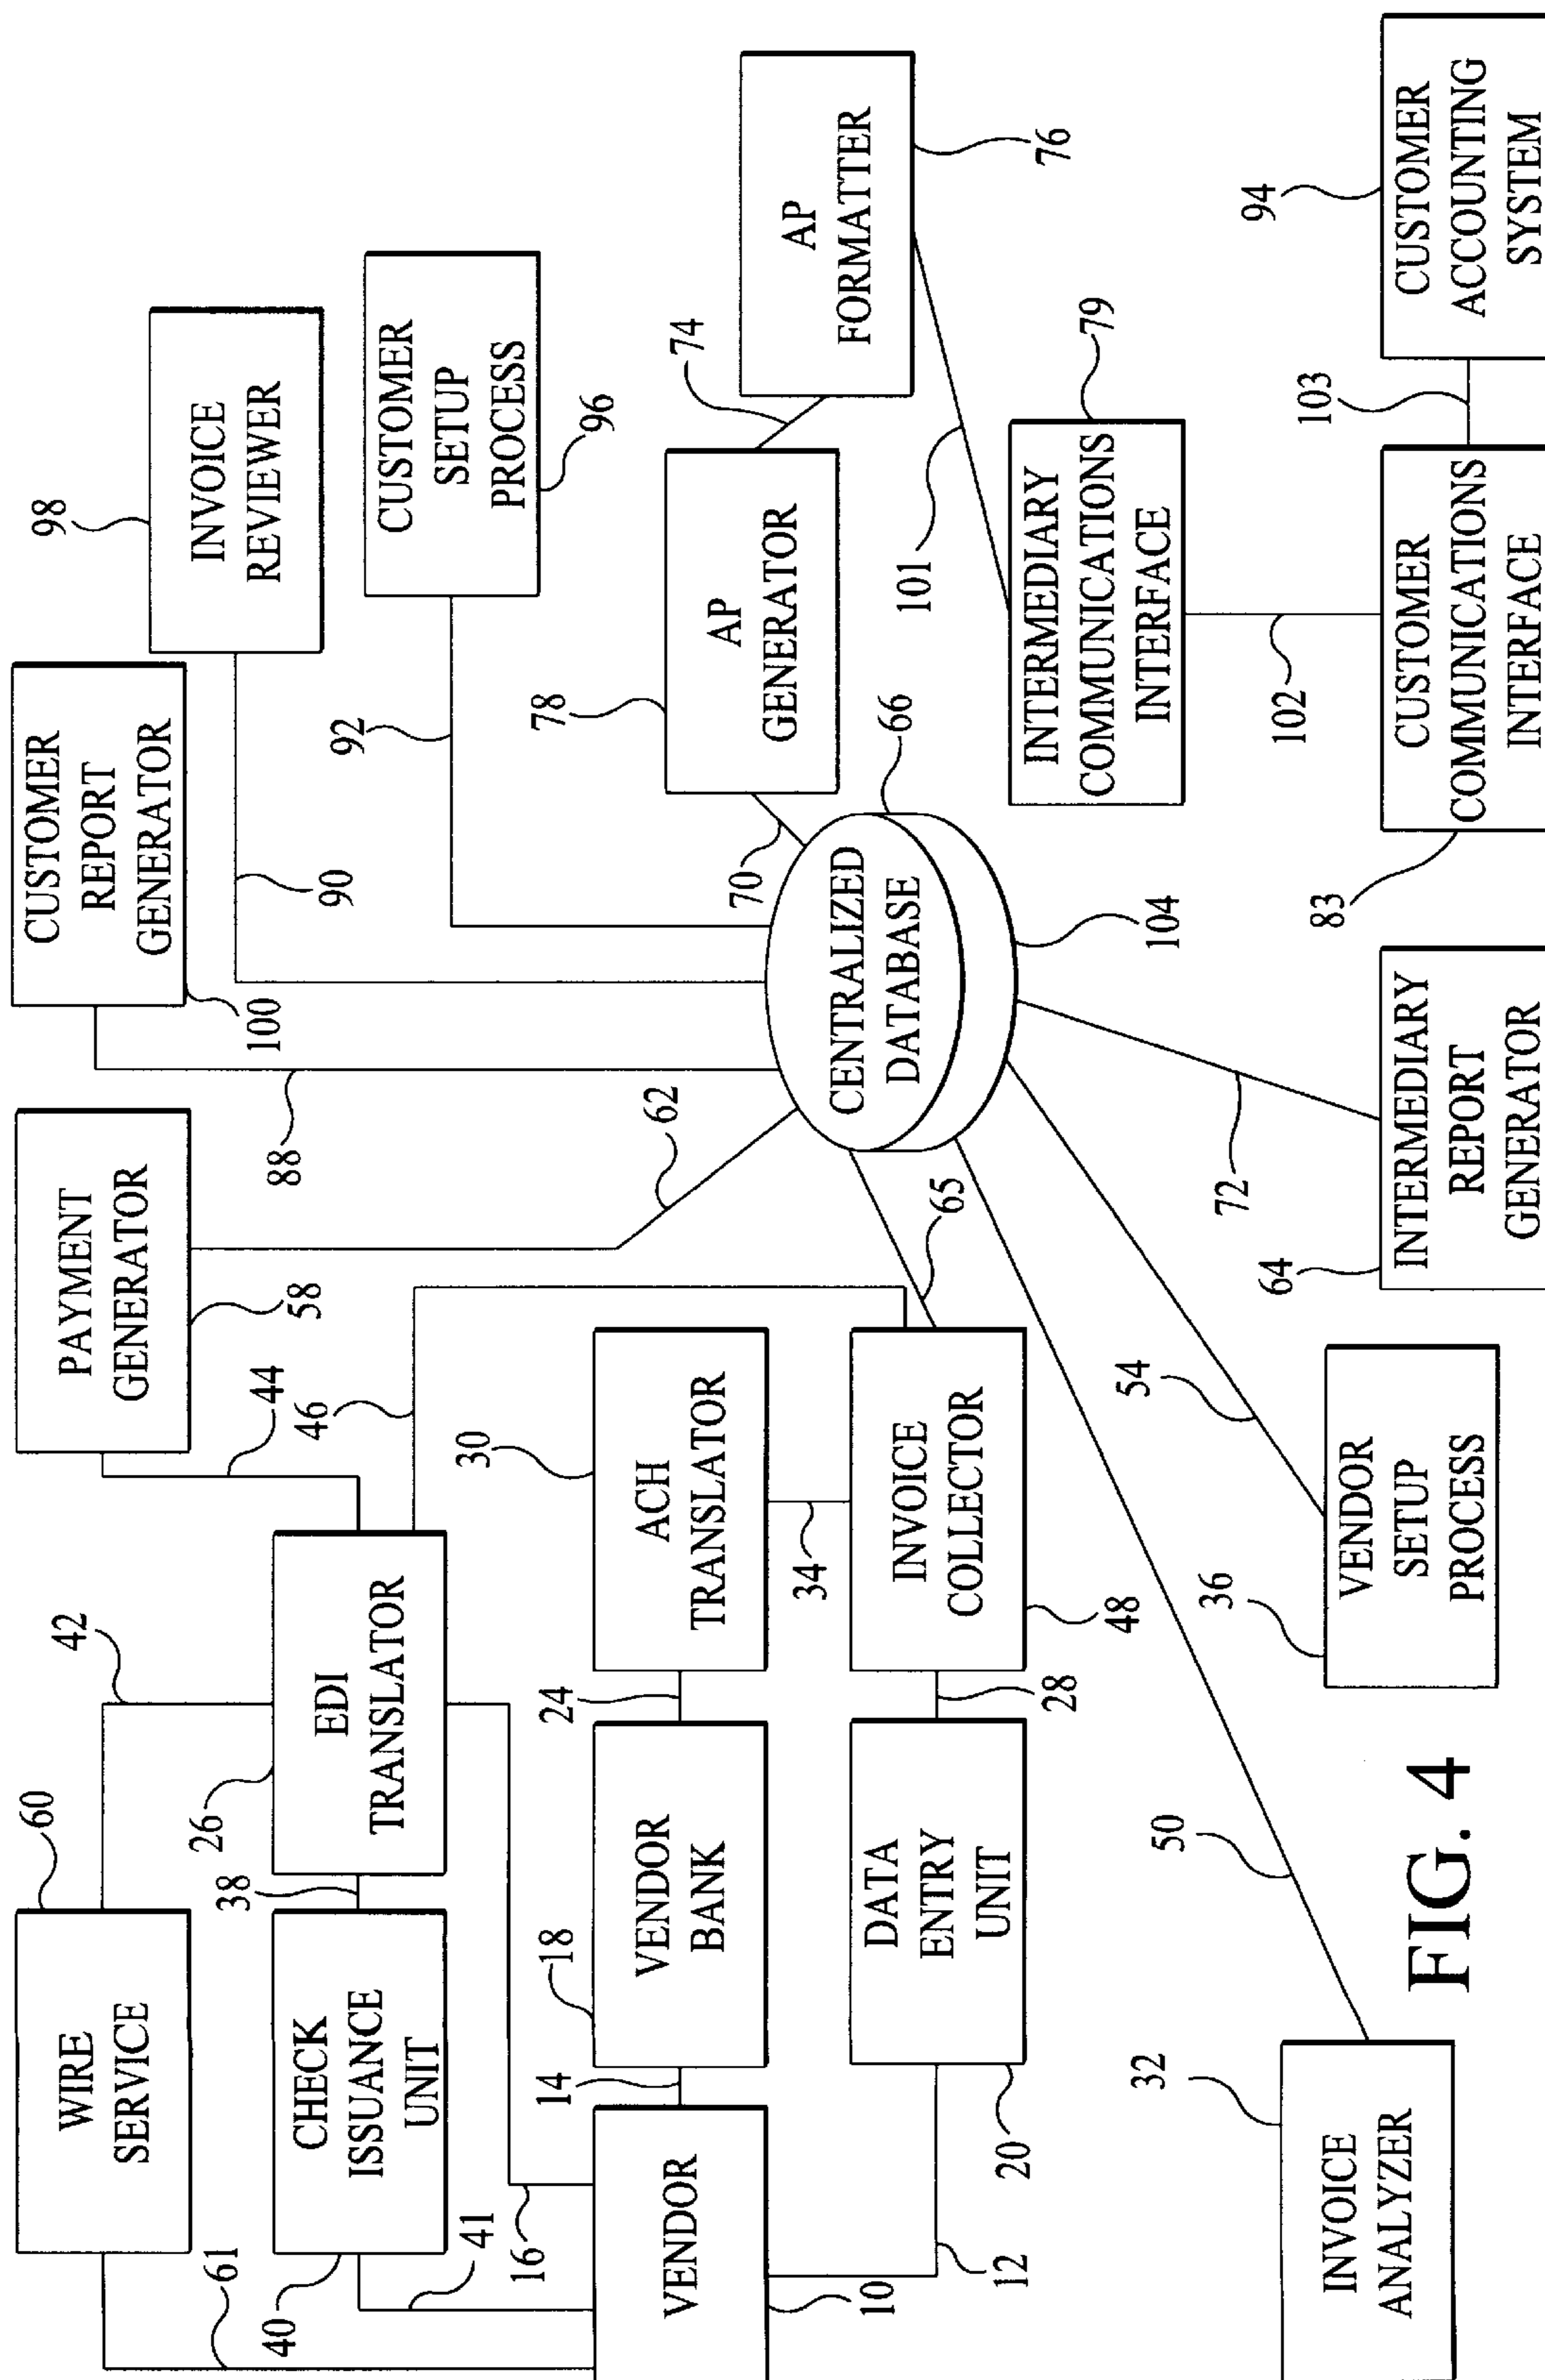 WIRE
SERVICE
60
61
PAYMENT
GENERATOR
58
CUSTOMER
REPORT
GENERATOR
100
INVOICE
REVIEWER
98
42
44
88
90
CHECK
ISSUANCE
UNIT
40
41
38
EDI
TRANSLATOR
26
46
16
CUSTOMER
SETUP
PROCESS
96
92
62
VENDOR
10
14
VENDOR
BANK
18
24
ACH
TRANSLATOR
30
34
AP
GENERATOR
78
70
74
AP
FORMATTER
76
CENTRALIZED
DATABASE
66
104
12
DATA
ENTRY
UNIT
20
28
INVOICE
COLLECTOR
48
65
101
INTERMEDIARY
COMMUNICATIONS
INTERFACE
79
50
54
72
102
INVOICE
ANALYZER
32
VENDOR
SETUP
PROCESS
36
INTERMEDIARY
REPORT
GENERATOR
64
CUSTOMER
COMMUNICATIONS
INTERFACE
83
103
CUSTOMER
ACCOUNTING
SYSTEM
94
FIG. 4